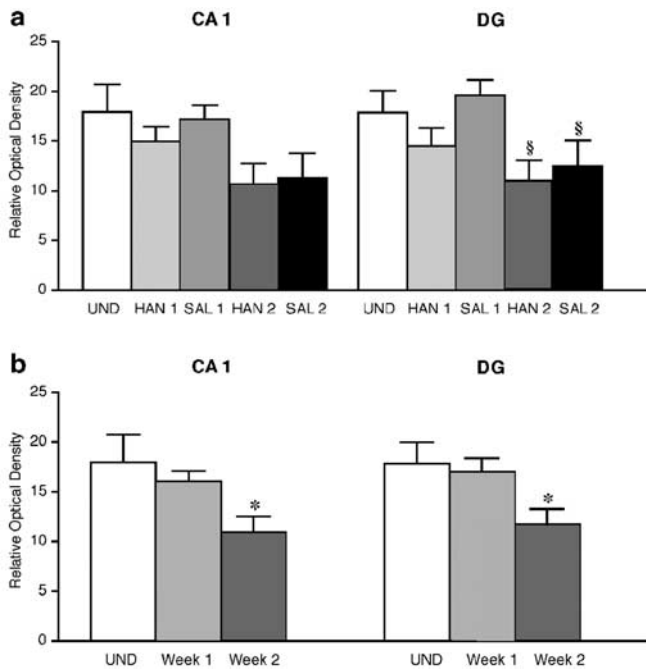 a
CA 1
DG
Relative Optical Density
25
20
15
10
5
0
§
§
UND HAN 1 SAL 1 HAN 2 SAL 2
UND HAN 1 SAL 1 HAN 2 SAL 2
b
CA 1
DG
Relative Optical Density
25
20
15
10
5
0
*
*
UND Week 1 Week 2
UND Week 1 Week 2